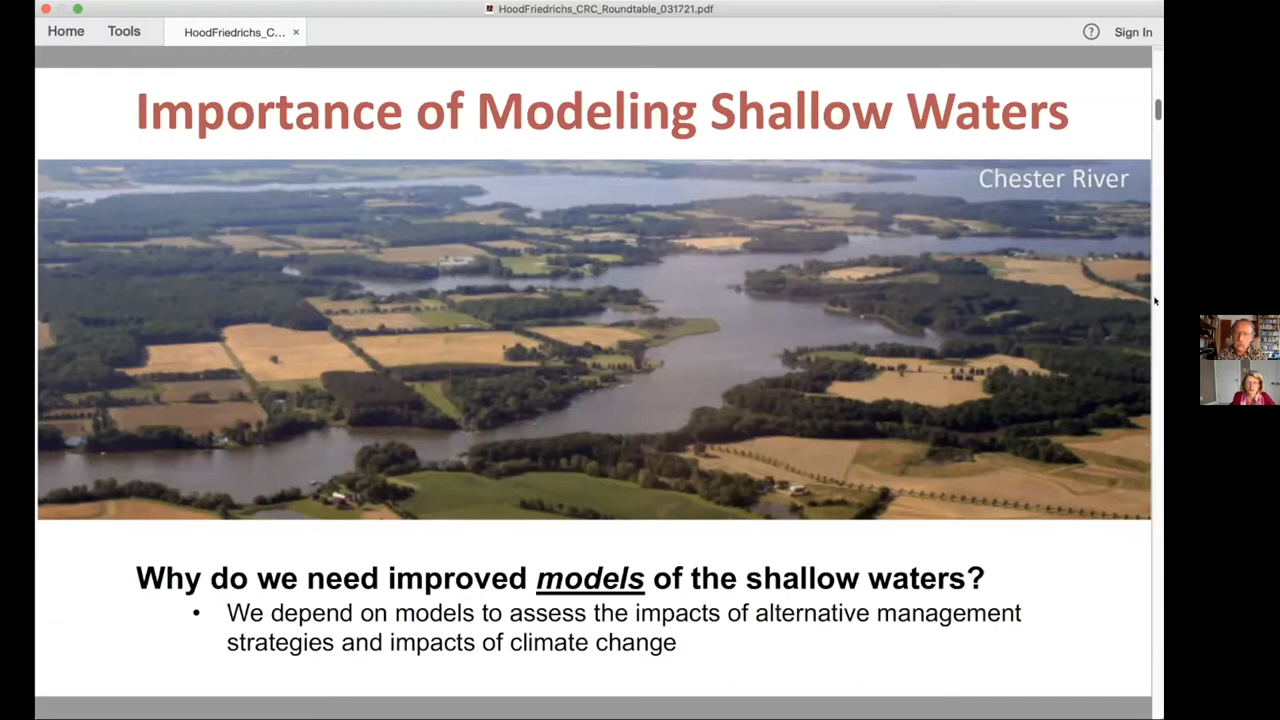 HoodFriedrichs_CRC_Roundtable_031721.pdf
Home Tools HoodFriedrichs_C... × ? Sign In
Importance of Modeling Shallow Waters
Chester River
Why do we need improved models of the shallow waters?
• We depend on models to assess the impacts of alternative management
strategies and impacts of climate change